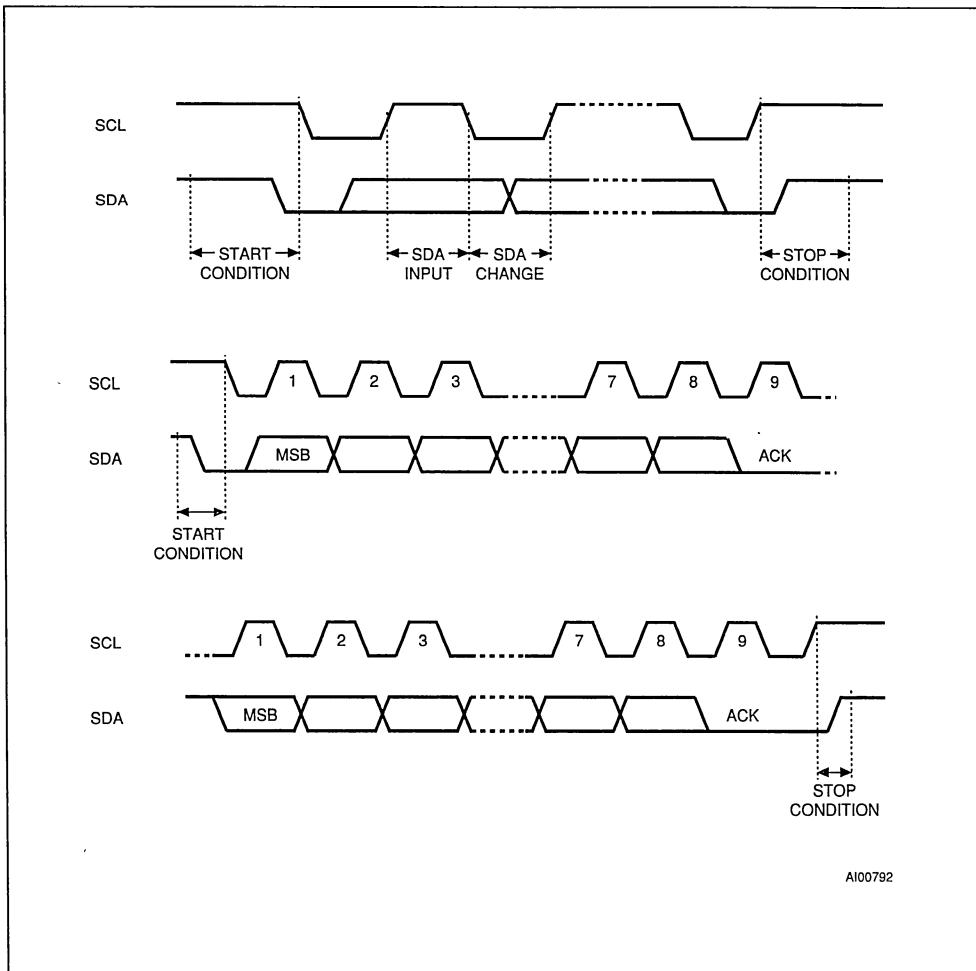 SCL
SDA
START CONDITION
SDA INPUT
SDA CHANGE
STOP CONDITION
SCL
1 2 3 7 8 9
SDA
MSB
ACK
START CONDITION
SCL
1 2 3 7 8 9
SDA
MSB
ACK
STOP CONDITION
AI00792